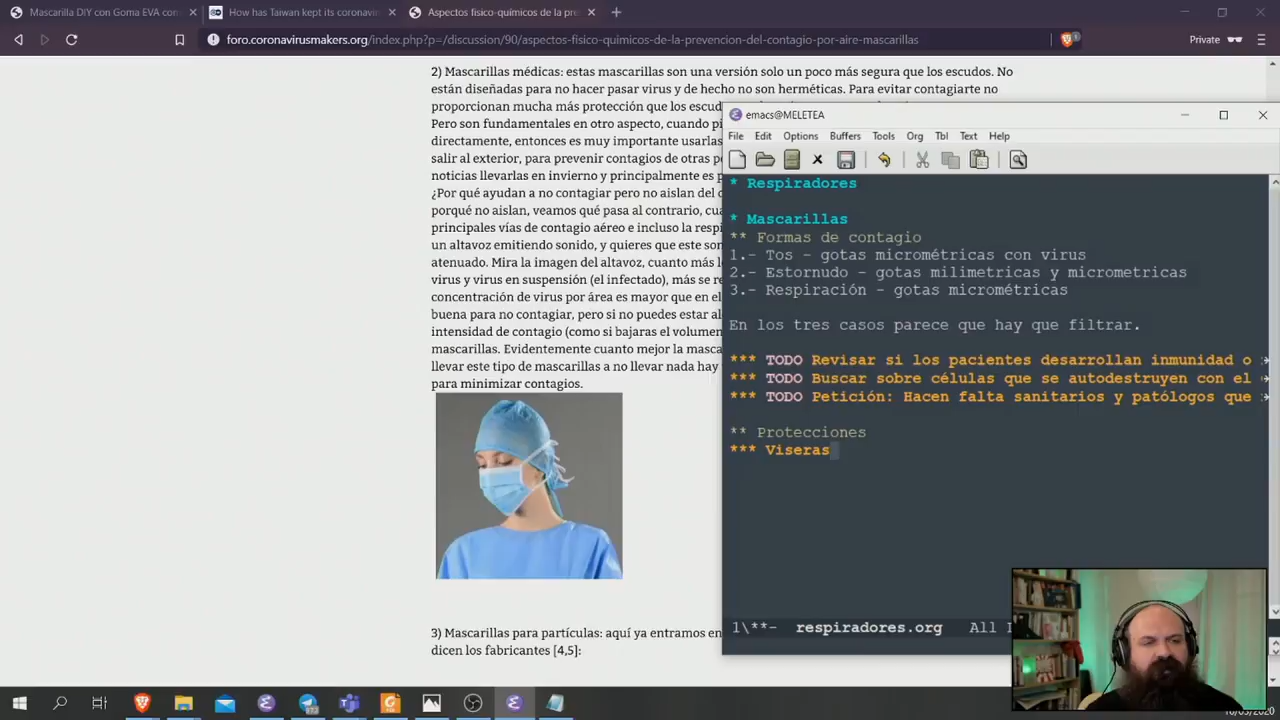 Mascarilla DIY con Goma EVA con
How has Taiwan kept its coronavir
Aspectos físico-químicos de la pre
foro.coronavirusmakers.org/index.php?p=/discussion/90/aspectos-fisico-quimicos-de-la-prevencion-del-contagio-por-aire-mascarillas
Private
2) Mascarillas médicas: estas mascarillas son una versión solo un poco más segura que los escudos. No
están diseñadas para no hacer pasar virus y de hecho no son herméticas. Para evitar contagiarte no
proporcionan mucha más protección que los escud
Pero son fundamentales en otro aspecto, cuando pi
directamente, entonces es muy importante usarlas
salir al exterior, para prevenir contagios de otras pe
noticias llevarlas en invierno y principalmente es p
¿Por qué ayudan a no contagiar pero no aislan del c
porqué no aislan, veamos qué pasa al contrario, cua
principales vías de contagio aéreo e incluso la respi
un altavoz emitiendo sonido, y quieres que este son
atenuado. Mira la imagen del altavoz, cuanto más l
virus y virus en suspensión (el infectado), más se re
concentración de virus por área es mayor que en el
buena para no contagiar, pero si no puedes estar al
intensidad de contagio (como si bajaras el volumen
mascarillas. Evidentemente cuanto mejor la masca
llevar este tipo de mascarillas a no llevar nada hay
para minimizar contagios.
3) Mascarillas para partículas: aquí ya entramos en
dicen los fabricantes [4,5]:
emacs@MELETEA
File Edit Options Buffers Tools Org Tbl Text Help
* Respiradores
* Mascarillas
** Formas de contagio
1.- Tos - gotas micrométricas con virus
2.- Estornudo - gotas milimetricas y micrometricas
3.- Respiración - gotas micrométricas
En los tres casos parece que hay que filtrar.
*** TODO Revisar si los pacientes desarrollan inmunidad o
*** TODO Buscar sobre células que se autodestruyen con el
*** TODO Petición: Hacen falta sanitarios y patólogos que
** Protecciones
*** Viseras
1\**- respiradores.org All